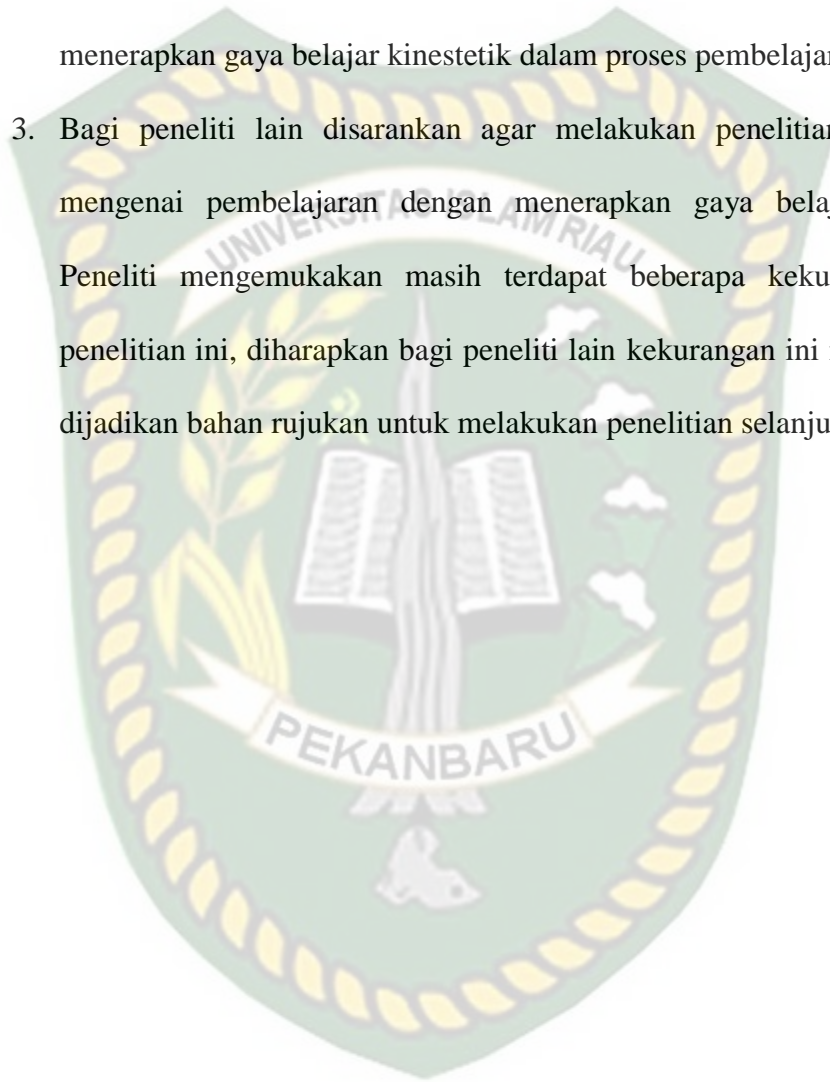 menerapkan gaya belajar kinestetik dalam proses pembelajar
3. Bagi peneliti lain disarankan agar melakukan penelitian
mengenai pembelajaran dengan menerapkan gaya belaj
UNIVERSITAS ISLAM RIAU
Peneliti mengemukakan masih terdapat beberapa keku
penelitian ini, diharapkan bagi peneliti lain kekurangan ini
dijadikan bahan rujukan untuk melakukan penelitian selanju
PEKANBARU